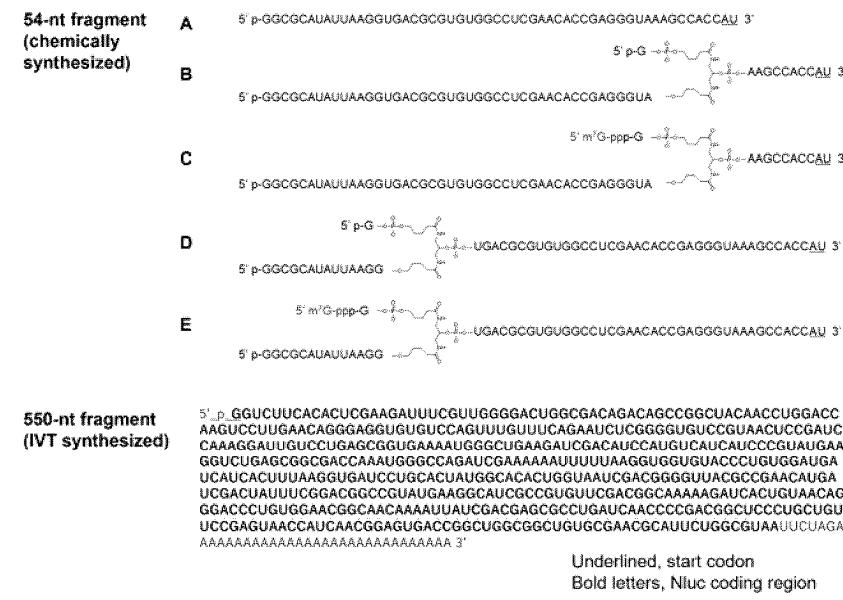 54-nt fragment
(chemically
synthesized)
A 5' p-GGCGCAUAUUAAGGUGACGCGUGUGGCCUCGAACACCGAGGGUAAAGCCACCAU 3'
5' p-G
B AAGCCACCAU 3'
5' p-GGCGCAUAUUAAGGUGACGCGUGUGGCCUCGAACACCGAGGGUA
5' m⁷G-ppp-G
C AAGCCACCAU 3'
5' p-GGCGCAUAUUAAGGUGACGCGUGUGGCCUCGAACACCGAGGGUA
5' p-G
D UGACGCGUGUGGCCUCGAACACCGAGGGUAAAGCCACCAU 3'
5' p-GGCGCAUAUUAAGG
5' m⁷G-ppp-G
E UGACGCGUGUGGCCUCGAACACCGAGGGUAAAGCCACCAU 3'
5' p-GGCGCAUAUUAAGG
550-nt fragment
(IVT synthesized)
5'_p_GGUCUUCACACUCGAAGAUUUCGUUGGGGACUGGCGACAGACAGCCGGCUACAACCUGGACC
AAGUCCUUGAACAGGGAGGUGUGUCCAGUUUGUUUCAGAAUCUCGGGGUGUCCGUAACUCCGAUC
CAAAGGAUUGUCCUGAGCGGUGAAAAUGGGCUGAAGAUCGACAUCCAUGUCAUCAUCCCGUAUGAA
GGUCUGAGCGGCGACCAAAUGGGCCAGAUCGAAAAAAUUUUUAAGGUGGUGUACCCUGUGGAUGA
UCAUCACUUUAAGGUGAUCCUGCACUAUGGCACACUGGUAAUCGACGGGGUUACGCCGAACAUGA
UCGACUAUUUCGGACGGCCGUAUGAAGGCAUCGCCGUGUUCGACGGCAAAAAGAUCACUGUAACAG
GGACCCUGUGGAACGGCAACAAAAUUAUCGACGAGCGCCUGAUCAACCCCGACGGCUCCCUGCUGU
UCCGAGUAACCAUCAACGGAGUGACCGGCUGGCGGCUGUGCGAACGCAUUCUGGCGUAAUUCUAGA
AAAAAAAAAAAAAAAAAAAAAAAAAAAAAA 3'
Underlined, start codon
Bold letters, Nluc coding region